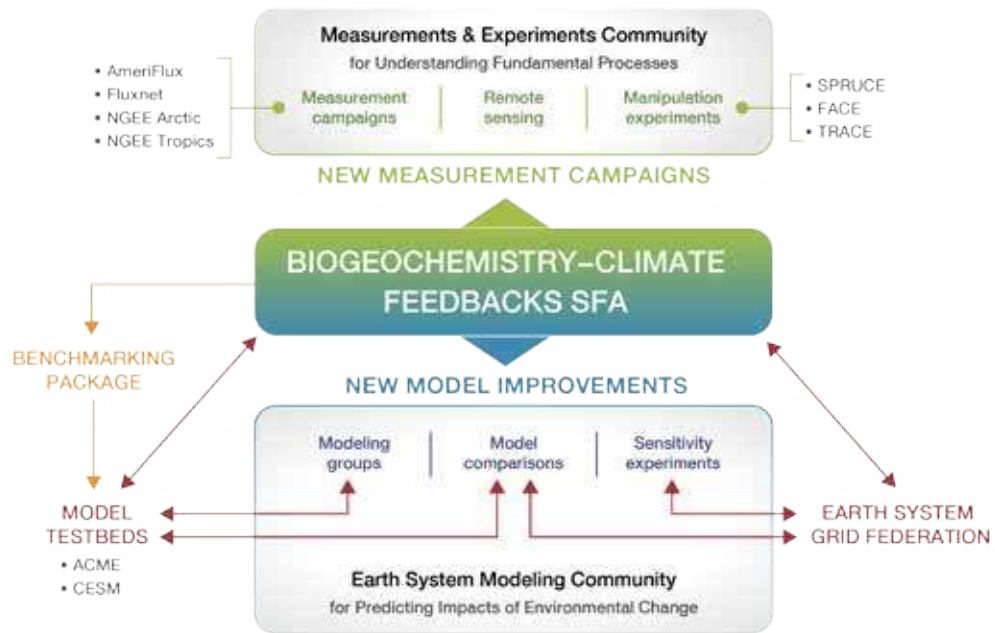 Measurements & Experiments Community
for Understanding Fundamental Processes
• AmeriFlux
• Fluxnet
• NGEE Arctic
• NGEE Tropics
Measurement
campaigns
Remote
sensing
Manipulation
experiments
• SPRUCE
• FACE
• TRACE
NEW MEASUREMENT CAMPAIGNS
BIOGEOCHEMISTRY–CLIMATE
FEEDBACKS SFA
BENCHMARKING
PACKAGE
NEW MODEL IMPROVEMENTS
Modeling
groups
Model
comparisons
Sensitivity
experiments
MODEL
TESTBEDS
• ACME
• CESM
EARTH SYSTEM
GRID FEDERATION
Earth System Modeling Community
for Predicting Impacts of Environmental Change